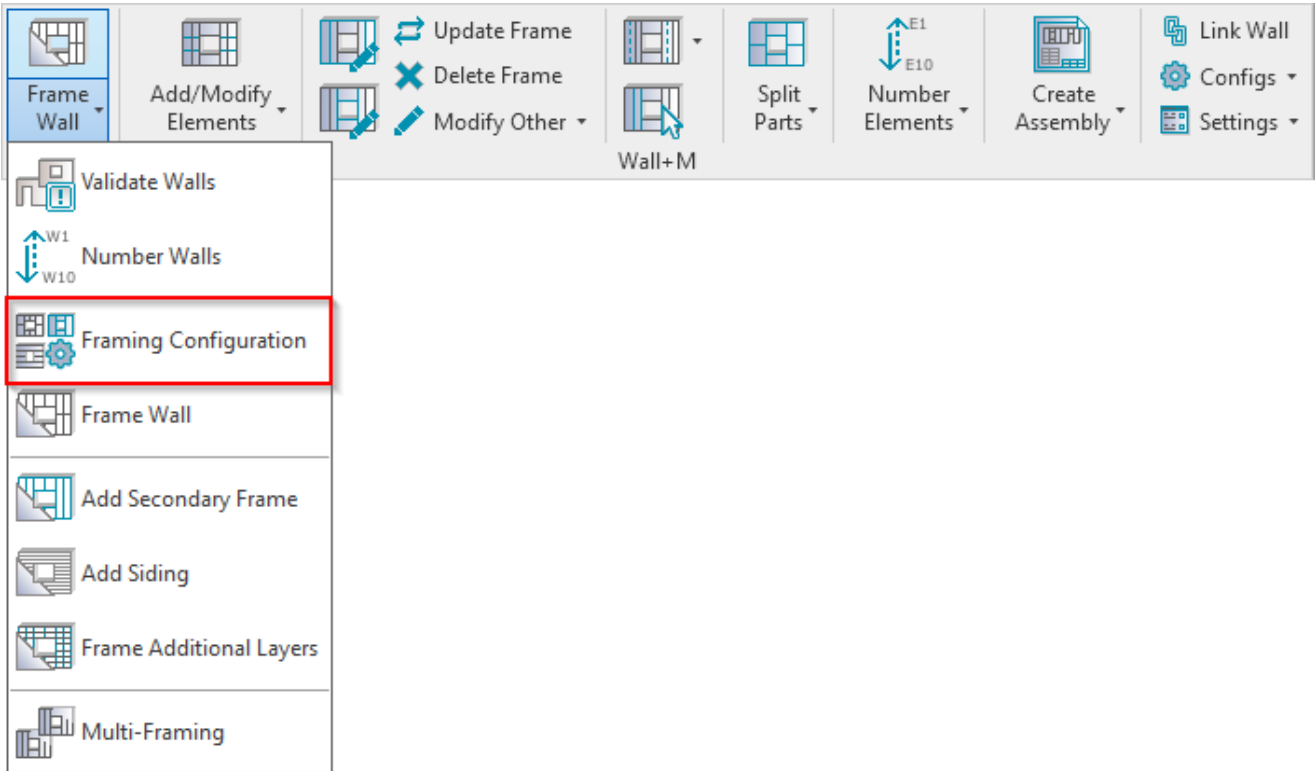 Frame
Wall
Add/Modify
Elements
Update Frame
Delete Frame
Modify Other
Split
Parts
E1
E10
Number
Elements
Create
Assembly
Link Wall
Configs
Settings
Wall+M
Validate Walls
W1
W10
Number Walls
Framing Configuration
Frame Wall
Add Secondary Frame
Add Siding
Frame Additional Layers
Multi-Framing